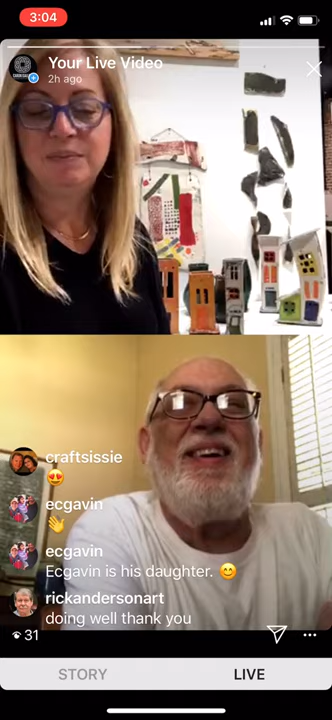 3:04
Your Live Video
2h ago
craftsissie
😍
ecgavin
👋
ecgavin
Ecgavin is his daughter. 😊
rickandersonart
doing well thank you
31
STORY
LIVE